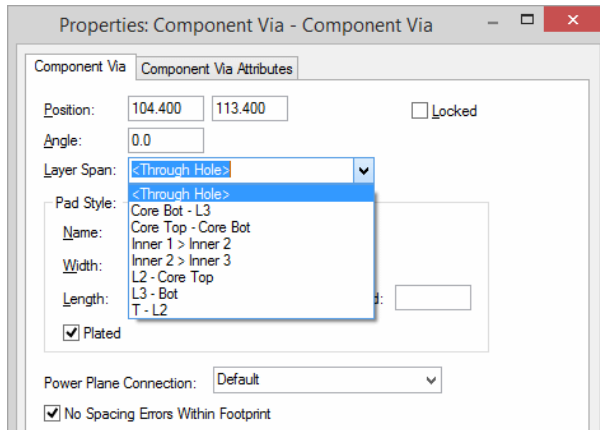 Properties: Component Via - Component Via
Component Via Component Via Attributes
Position: 104.400 113.400 Locked
Angle: 0.0
Layer Span: <Through Hole>
<Through Hole>
Pad Style: Core Bot - L3
Core Top - Core Bot
Name: Inner 1 > Inner 2
Inner 2 > Inner 3
Width: L2 - Core Top
L3 - Bot
Length: T - L2
Plated
Power Plane Connection: Default
No Spacing Errors Within Footprint